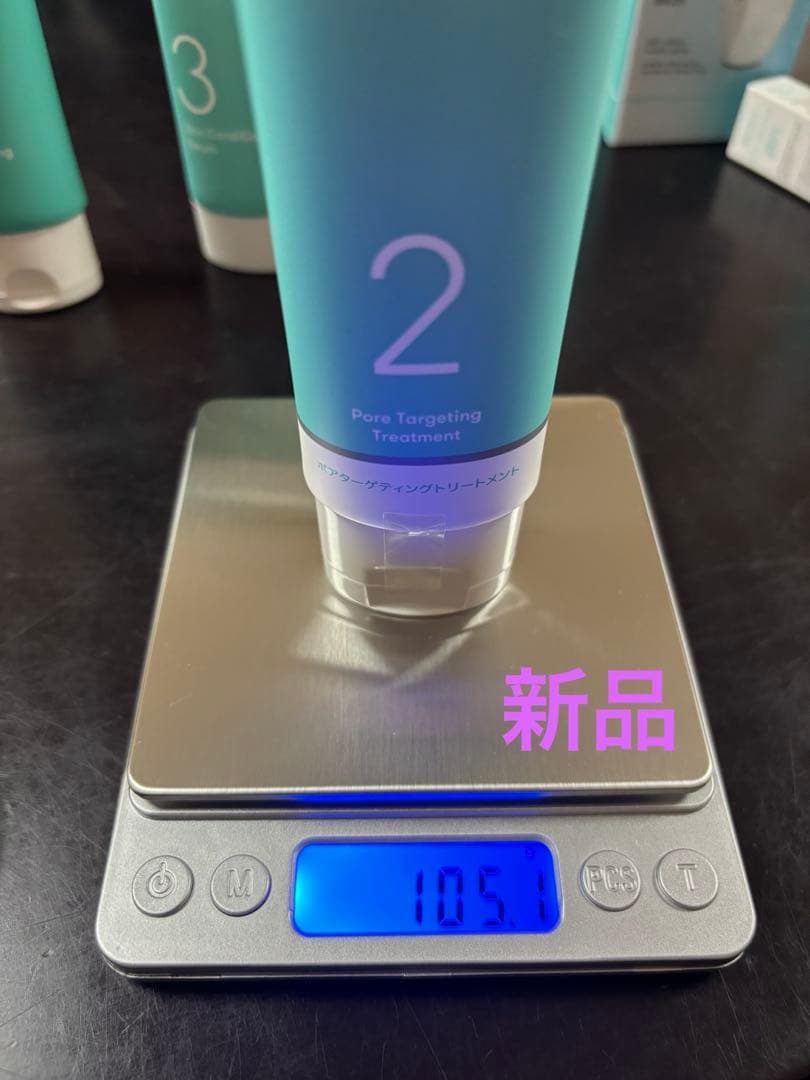 3
2
Pore Targeting
Treatment
ポアターゲティングトリートメント
新品
M
105.1
PCS
T